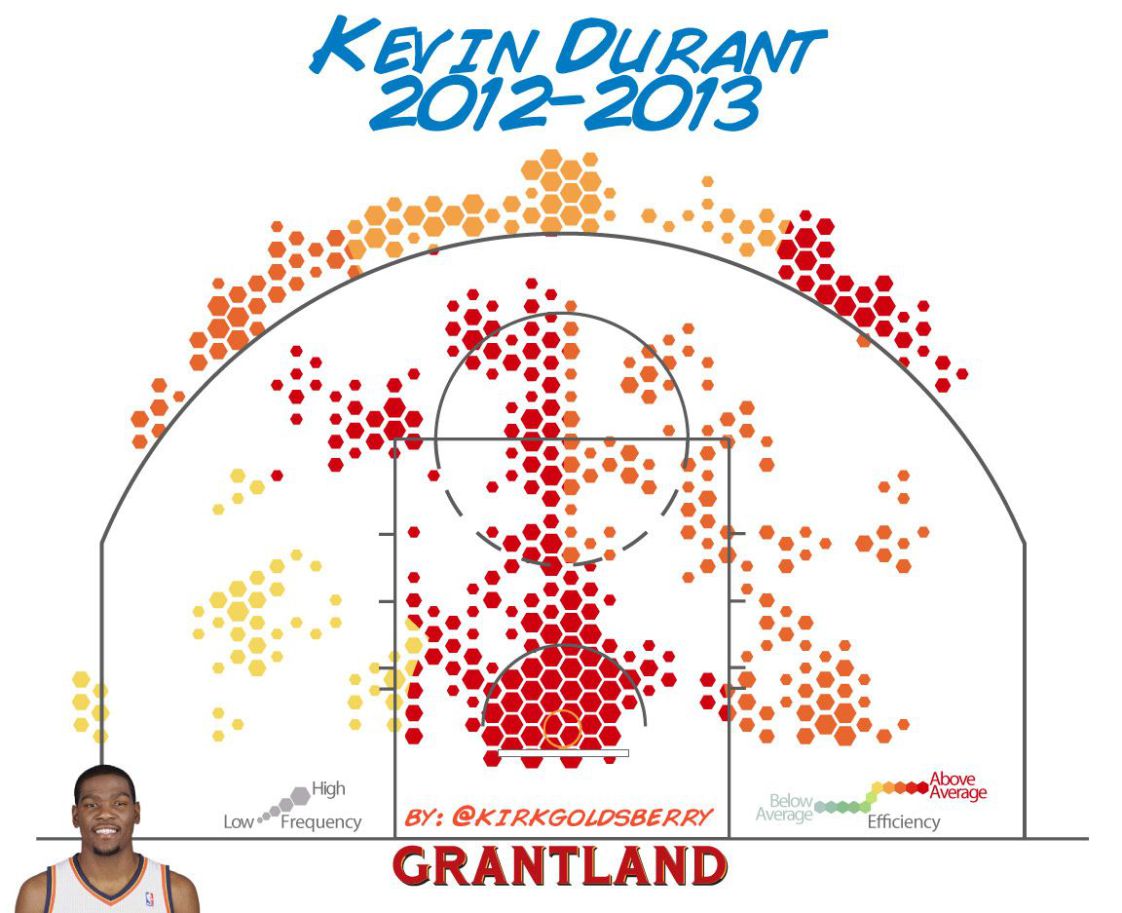 KEVIN DURANT
2012-2013
High
Low
Frequency
BY: @KIRKGOLDSBERRY
Below
Average
Above
Average
Efficiency
GRANTLAND